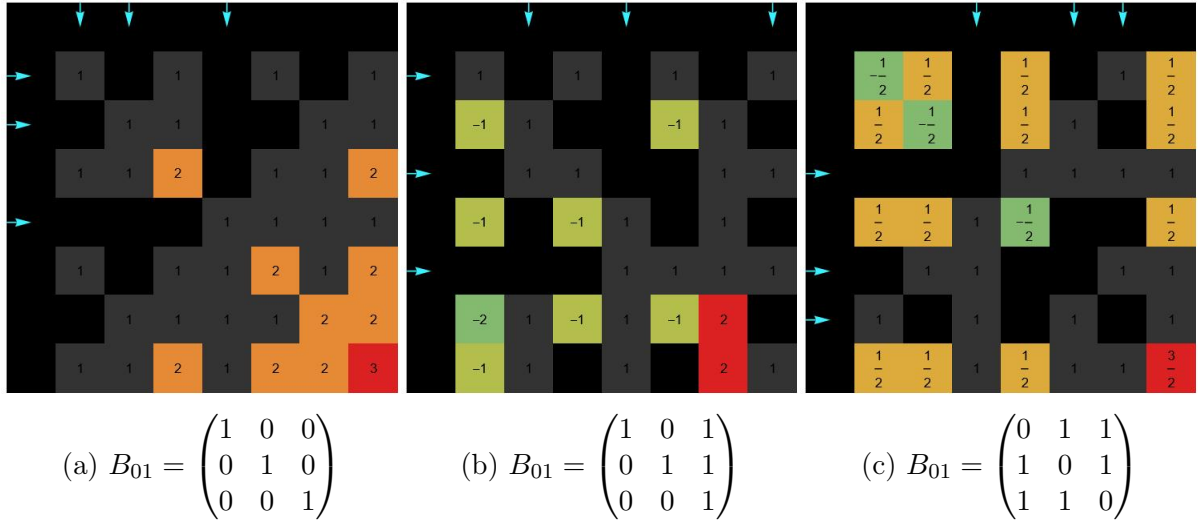 1 1 1 1
1 1 1 1
1 1 2 1 1 2
1 1 1 1
1 1 1 2 1 2
1 1 1 1 2 2
1 1 2 1 2 2 3
(a) B₀₁ =
1 0 0
0 1 0
0 0 1
1 1 1 1
−1 1 −1 1
1 1 1 1
−1 −1 1 1
1 1 1 1
−2 1 −1 1 −1 2
−1 1 1 2 1
(b) B₀₁ =
1 0 1
0 1 1
0 0 1
−1/2 1/2 1/2 1 1/2
1/2 −1/2 1/2 1 1/2
1 1 1 1
1/2 1/2 1 −1/2 1/2
1 1 1 1
1 1 1 1
1/2 1/2 1 1/2 1 1 3/2
(c) B₀₁ =
0 1 1
1 0 1
1 1 0